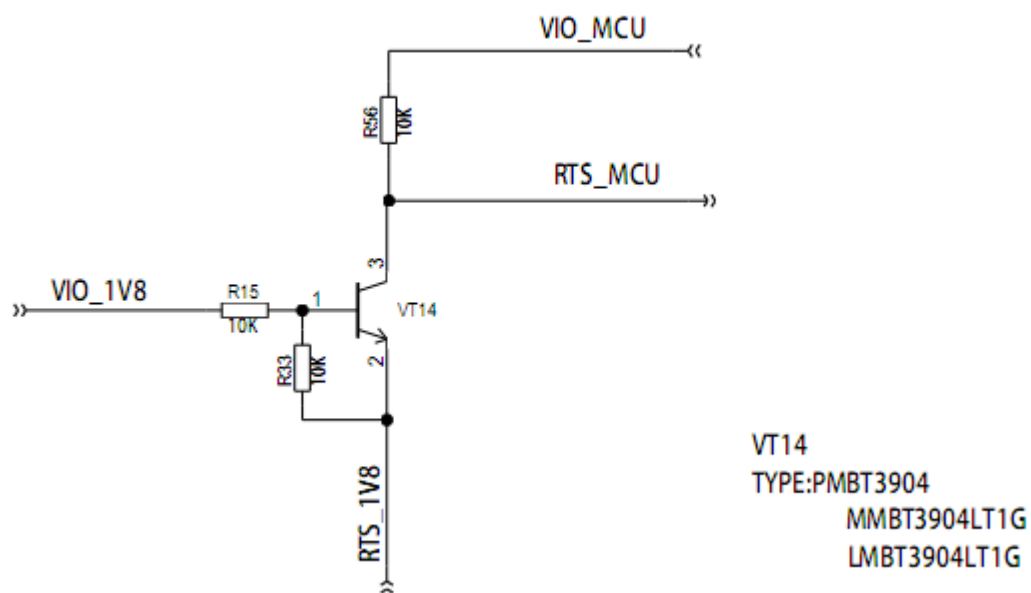 VIO_MCU
R56
10K
RTS_MCU
3
VIO_1V8
R15
10K
1
VT14
R33
10K
2
RTS_1V8
VT14
TYPE:PMBT3904
MMBT3904LT1G
LMBT3904LT1G